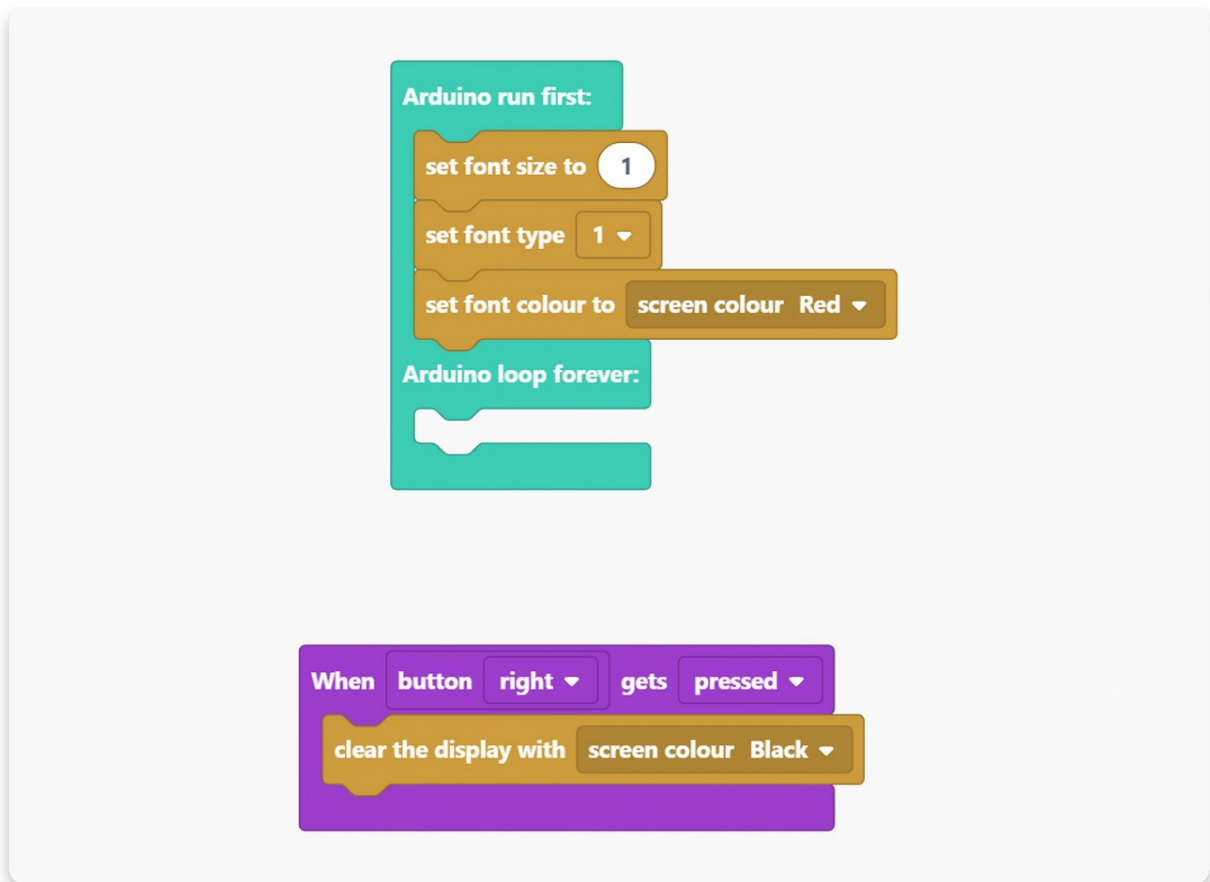 Arduino run first:
set font size to 1
set font type 1
set font colour to screen colour Red
Arduino loop forever:
When button right gets pressed
clear the display with screen colour Black